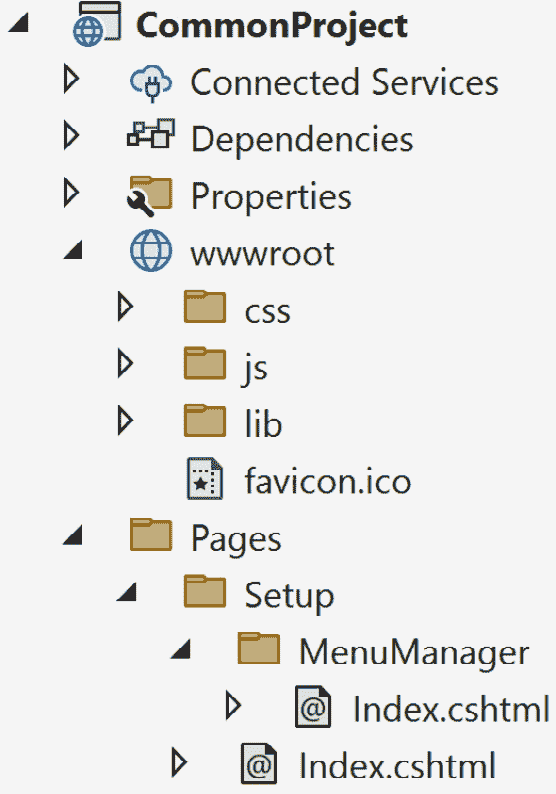 CommonProject
Connected Services
Dependencies
Properties
wwwroot
css
js
lib
favicon.ico
Pages
Setup
MenuManager
Index.cshtml
Index.cshtml